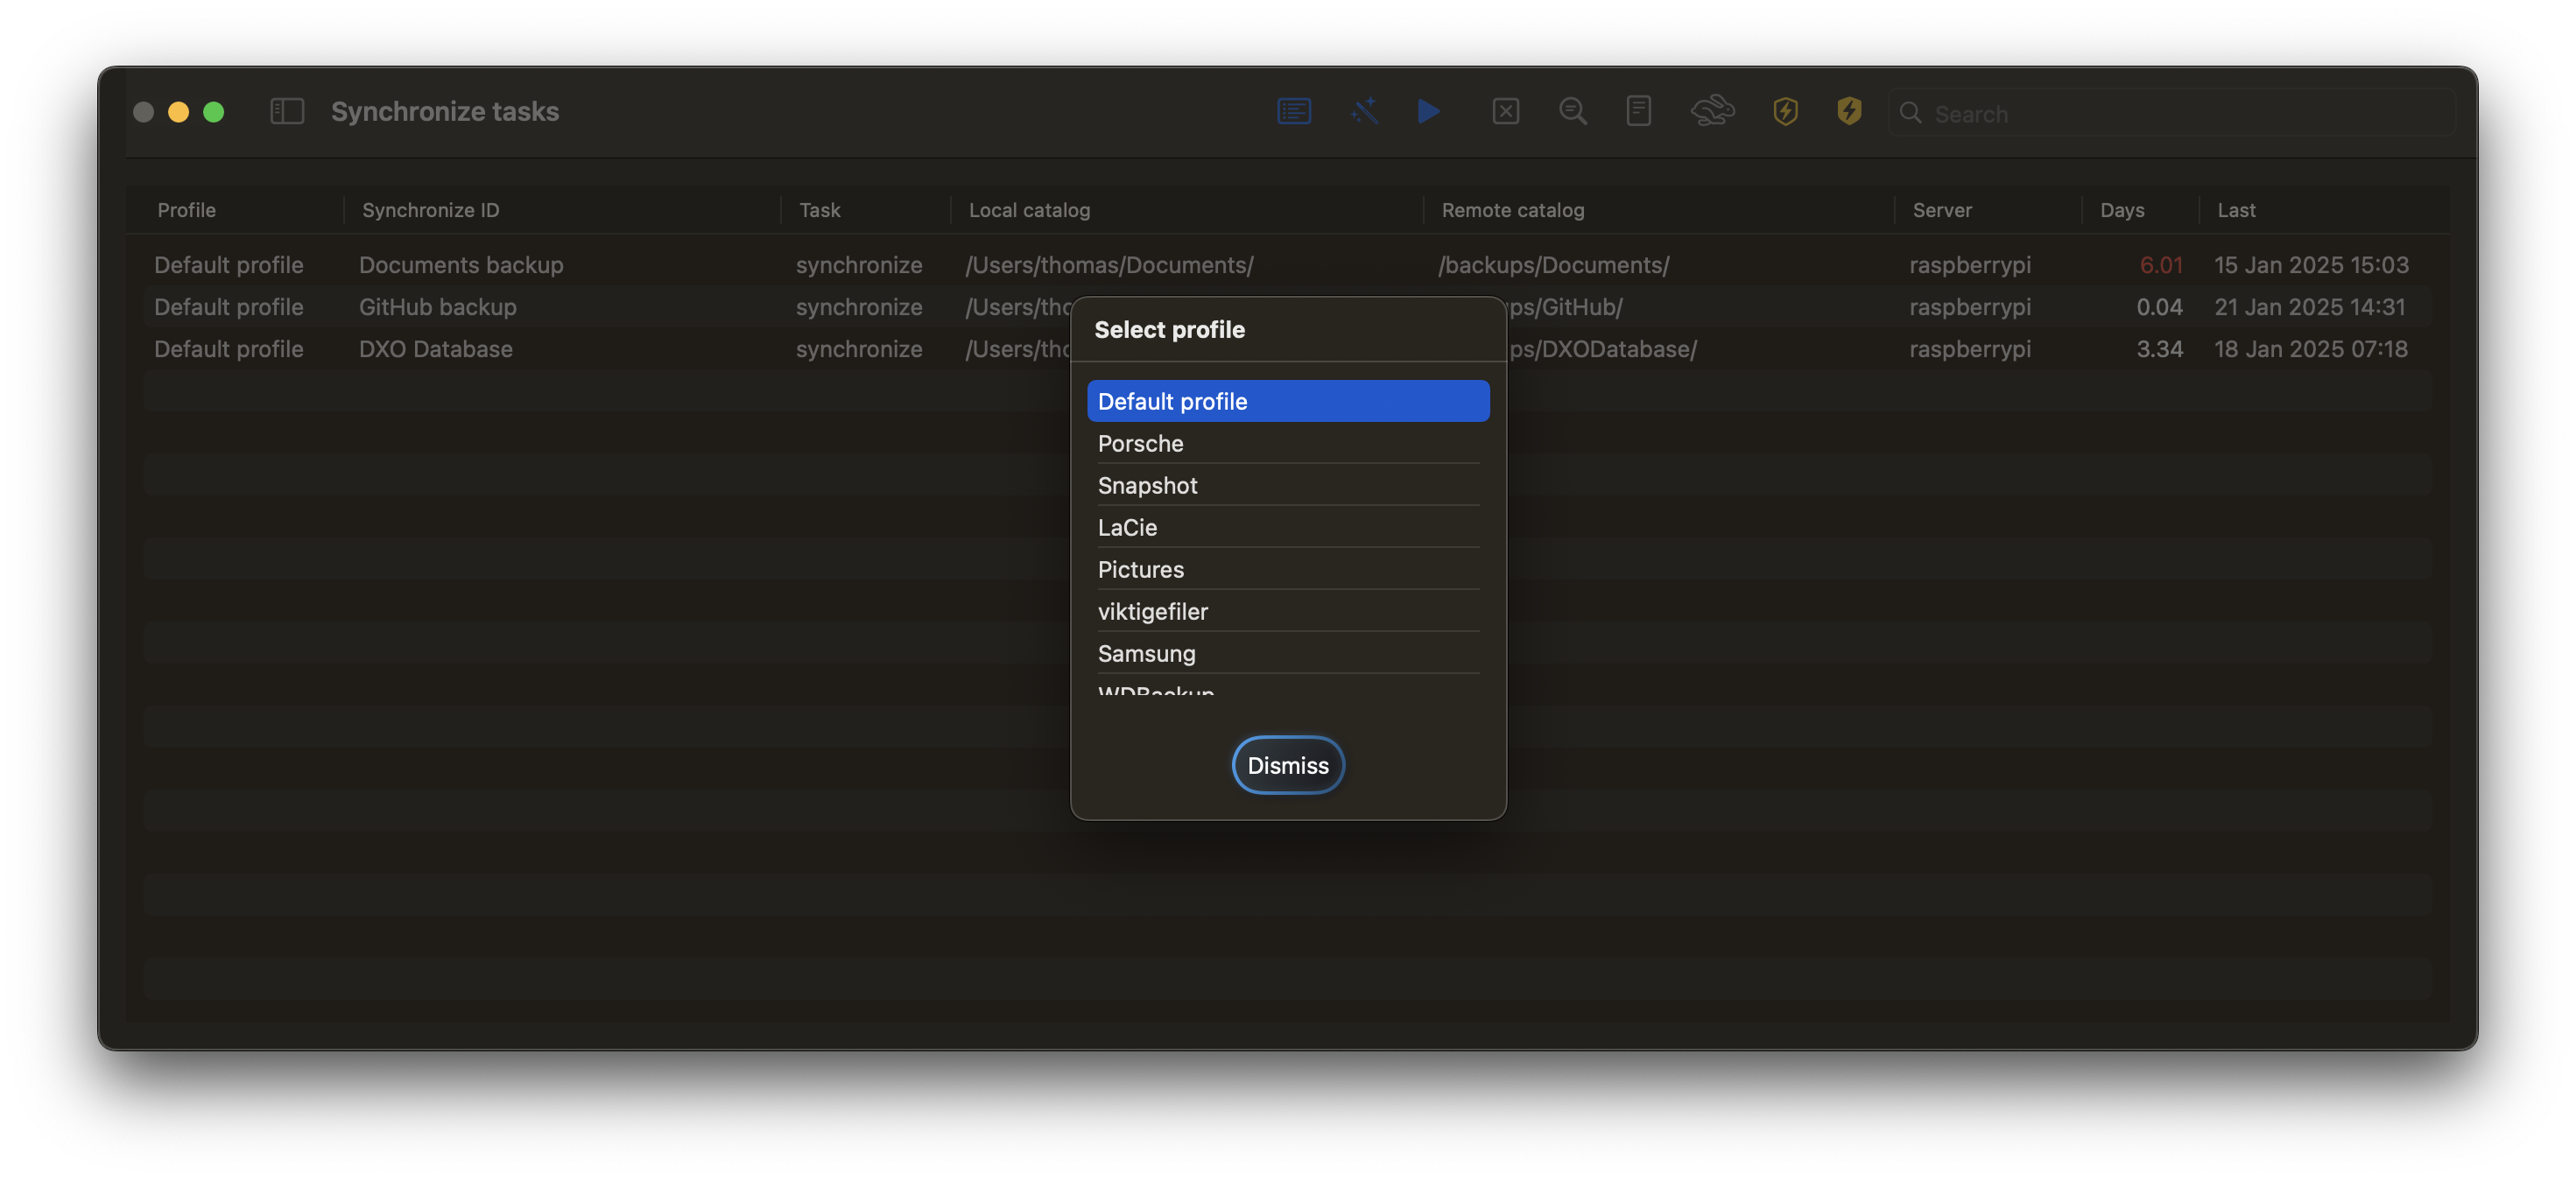 Synchronize tasks
Search
Profile Synchronize ID Task Local catalog Remote catalog Server Days Last
Default profile Documents backup synchronize /Users/thomas/Documents/ /backups/Documents/ raspberrypi 6.01 15 Jan 2025 15:03
Default profile GitHub backup synchronize /Users/tho ps/GitHub/ raspberrypi 0.04 21 Jan 2025 14:31
Default profile DXO Database synchronize /Users/tho ps/DXODatabase/ raspberrypi 3.34 18 Jan 2025 07:18
Select profile
Default profile
Porsche
Snapshot
LaCie
Pictures
viktigefiler
Samsung
WDBackup
Dismiss